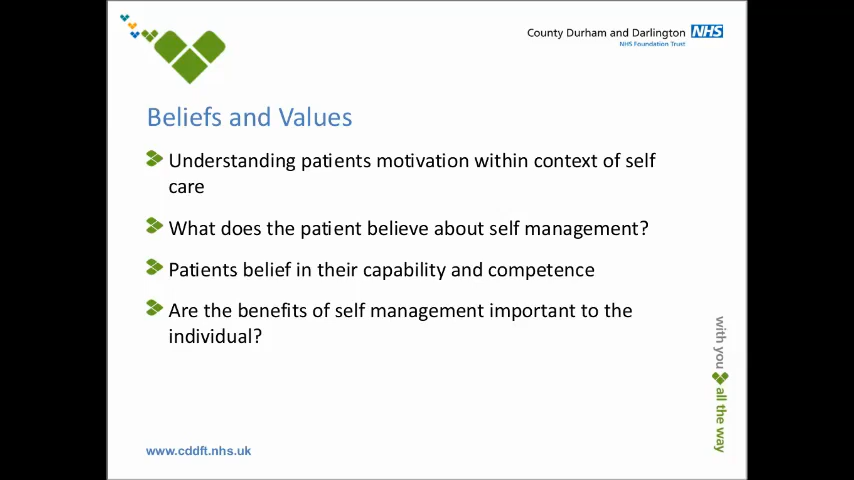 County Durham and Darlington NHS
NHS Foundation Trust
Beliefs and Values
Understanding patients motivation within context of self
care
What does the patient believe about self management?
Patients belief in their capability and competence
Are the benefits of self management important to the
individual?
with you all the way
www.cddft.nhs.uk